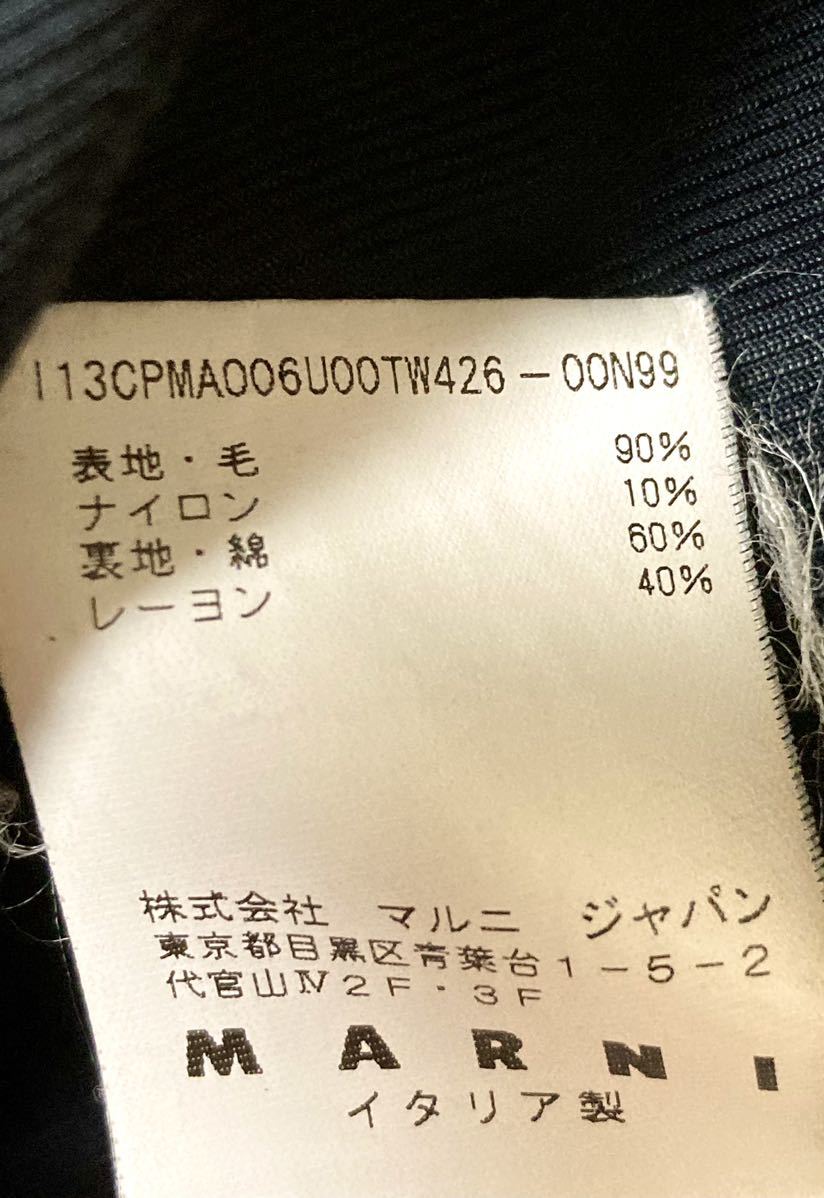 I13CPMA006U00TW426-00N99
表地・毛 90%
ナイロン 10%
裏地・綿 60%
レーヨン 40%
株式会社 マルニ ジャパン
東京都目黒区青葉台1-5-2
代官山Ⅳ2F・3F
MARNI
イタリア製